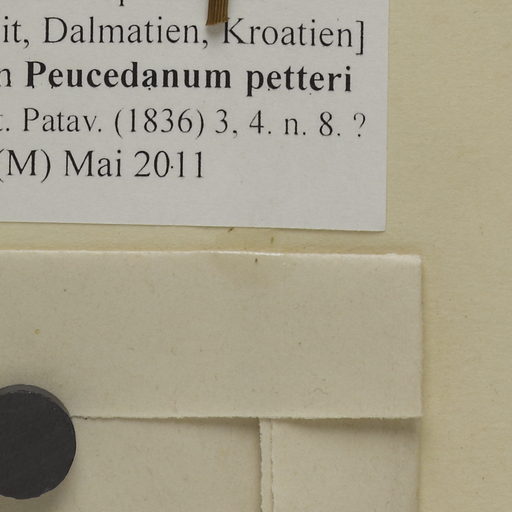 it, Dalmatien, Kroatien]
Peucedanum petteri
t. Patav. (1836) 3, 4. n. 8. ?
(M) Mai 2011